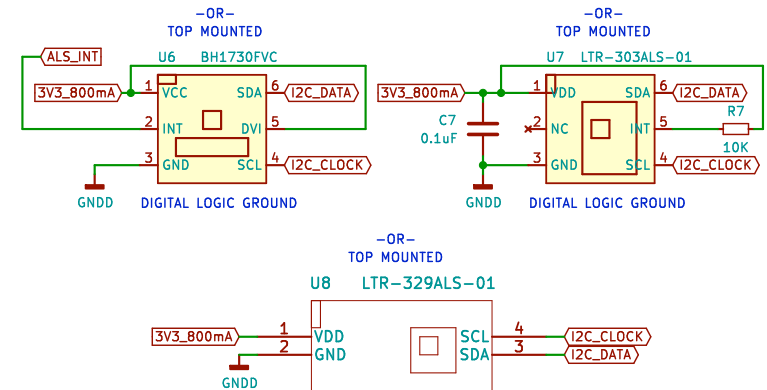 -OR-
TOP MOUNTED
U6 BH1730FVC
ALS_INT
3V3_800mA
1 VCC SDA 6 I2C_DATA
2 INT DVI 5
3 GND SCL 4 I2C_CLOCK
GNDD
DIGITAL LOGIC GROUND
-OR-
TOP MOUNTED
U7 LTR-303ALS-01
3V3_800mA
1 VDD SDA 6 I2C_DATA
C7
0.1uF
2 NC INT 5
R7
10K
3 GND SCL 4 I2C_CLOCK
GNDD
DIGITAL LOGIC GROUND
-OR-
TOP MOUNTED
U8 LTR-329ALS-01
3V3_800mA 1 VDD SCL 4 I2C_CLOCK
2 GND SDA 3 I2C_DATA
GNDD